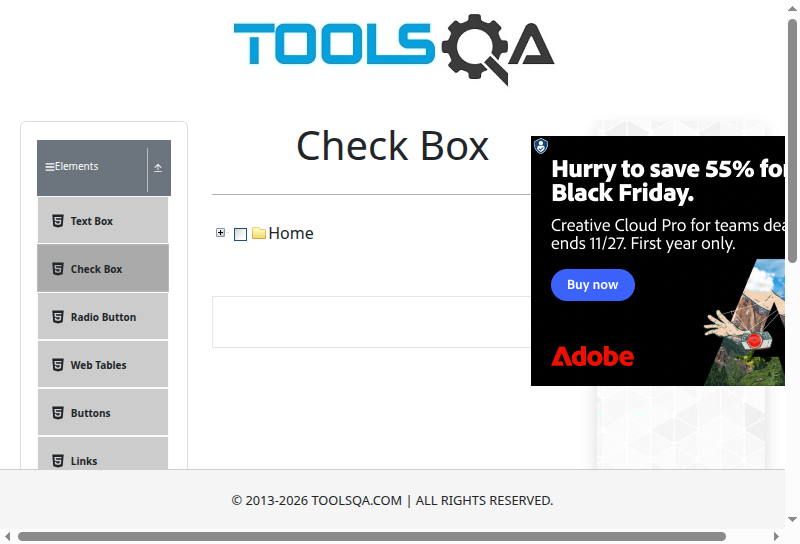 TOOLSQA
Elements
Text Box
Check Box
Radio Button
Web Tables
Buttons
Links
Check Box
Home
Hurry to save 55% for
Black Friday.
Creative Cloud Pro for teams
ends 11/27. First year only.
Buy now
Adobe
© 2013-2026 TOOLSQA.COM | ALL RIGHTS RESERVED.